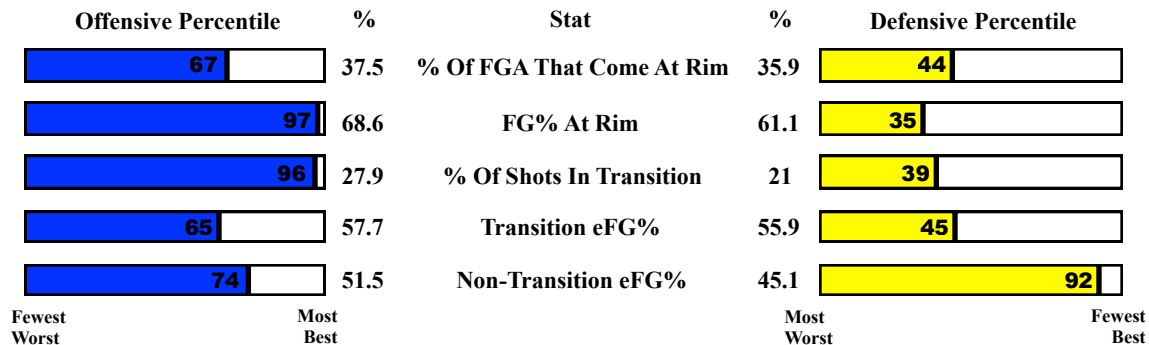 Offensive Percentile % Stat % Defensive Percentile
67 37.5 % Of FGA That Come At Rim 35.9 44
97 68.6 FG% At Rim 61.1 35
96 27.9 % Of Shots In Transition 21 39
65 57.7 Transition eFG% 55.9 45
74 51.5 Non-Transition eFG% 45.1 92
Fewest Most Most Fewest
Worst Best Worst Best